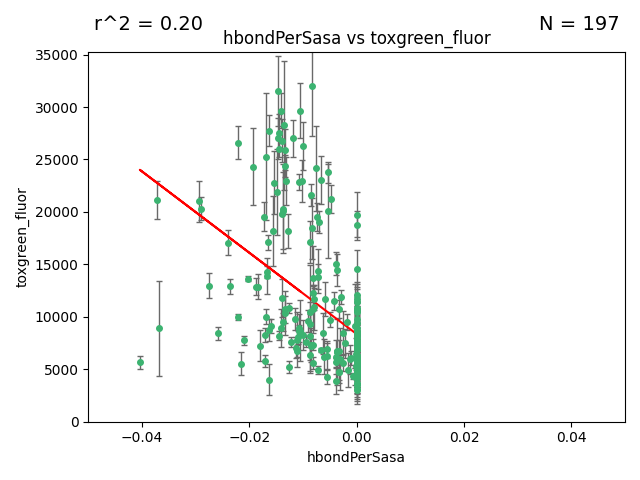 r^2 = 0.20
N = 197
hbondPerSasa vs toxgreen_fluor
35000
30000
25000
20000
15000
10000
5000
0
toxgreen_fluor
−0.04
−0.02
0.00
0.02
0.04
hbondPerSasa